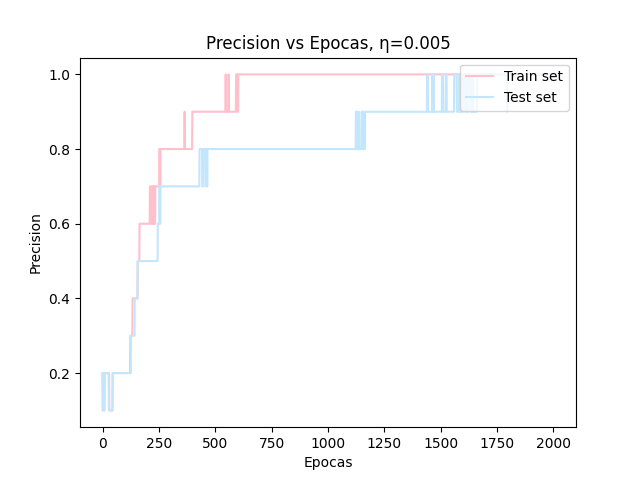 Precision vs Epocas, η=0.005
Train set
Test set
1.0
0.8
0.6
0.4
0.2
Precision
0
250
500
750
1000
1250
1500
1750
2000
Epocas